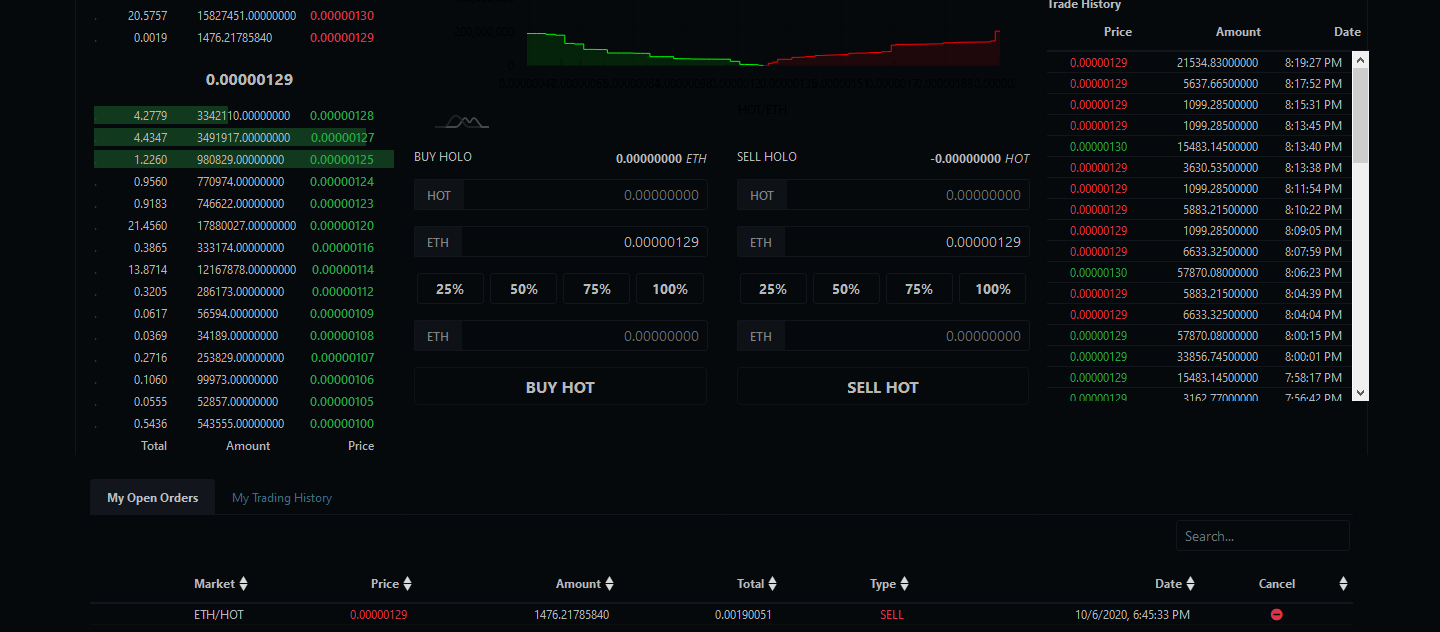 20.5757 15827451.00000000 0.00000130
0.0019 1476.21785840 0.00000129
0.00000129
4.2779 3342110.00000000 0.00000128
4.4347 3491917.00000000 0.00000127
1.2260 980829.00000000 0.00000125
0.9560 770974.00000000 0.00000124
0.9183 746622.00000000 0.00000123
21.4560 17880027.00000000 0.00000120
0.3865 333174.00000000 0.00000116
13.8714 12167878.00000000 0.00000114
0.3205 286173.00000000 0.00000112
0.0617 56594.00000000 0.00000109
0.0369 34189.00000000 0.00000108
0.2716 253829.00000000 0.00000107
0.1060 99973.00000000 0.00000106
0.0555 52857.00000000 0.00000105
0.5436 543555.00000000 0.00000100
Total Amount Price
HOT/ETH
BUY HOLO 0.00000000 ETH
HOT 0.00000000
ETH 0.00000129
25% 50% 75% 100%
ETH 0.00000000
BUY HOT
SELL HOLO -0.00000000 HOT
HOT 0.00000000
ETH 0.00000129
25% 50% 75% 100%
ETH 0.00000000
SELL HOT
Trade History
Price Amount Date
0.00000129 21534.83000000 8:19:27 PM
0.00000129 5637.66500000 8:17:52 PM
0.00000129 1099.28500000 8:15:31 PM
0.00000129 1099.28500000 8:13:45 PM
0.00000130 15483.14500000 8:13:40 PM
0.00000129 3630.53500000 8:13:38 PM
0.00000129 1099.28500000 8:11:54 PM
0.00000129 5883.21500000 8:10:22 PM
0.00000129 1099.28500000 8:09:05 PM
0.00000129 6633.32500000 8:07:59 PM
0.00000130 57870.08000000 8:06:23 PM
0.00000129 5883.21500000 8:04:39 PM
0.00000129 6633.32500000 8:04:04 PM
0.00000129 57870.08000000 8:00:15 PM
0.00000129 33856.74500000 8:00:01 PM
0.00000129 15483.14500000 7:58:17 PM
0.00000129 3162.77000000 7:56:42 PM
My Open Orders My Trading History
Search...
Market Price Amount Total Type Date Cancel
ETH/HOT 0.00000129 1476.21785840 0.00190051 SELL 10/6/2020, 6:45:33 PM